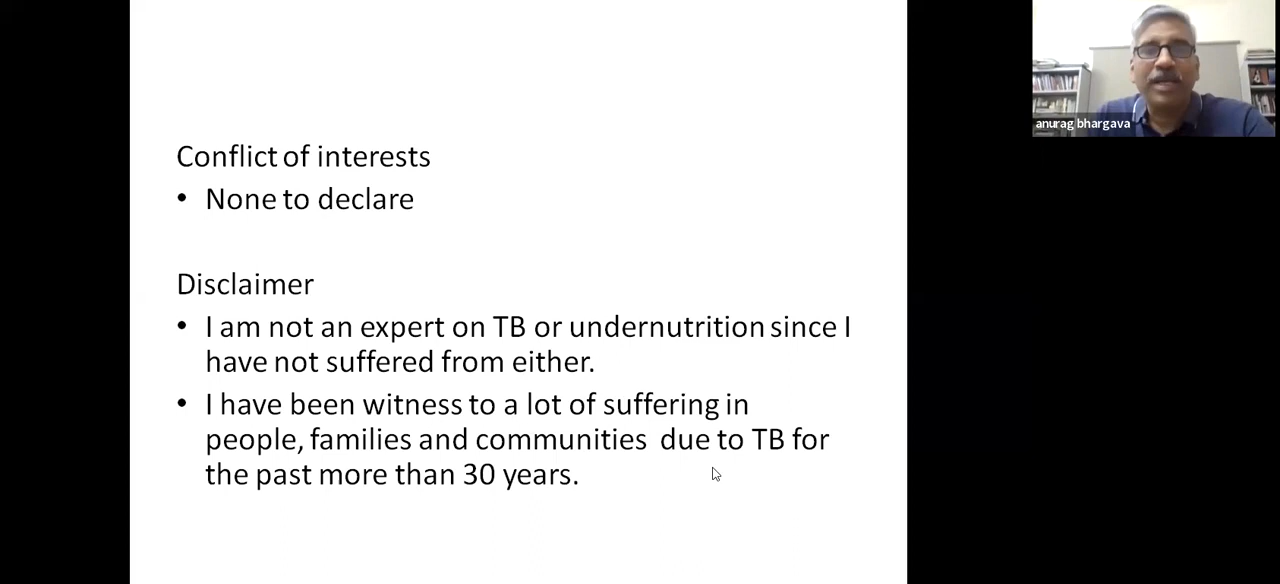 Conflict of interests
• None to declare
Disclaimer
• I am not an expert on TB or undernutrition since I
have not suffered from either.
• I have been witness to a lot of suffering in
people, families and communities due to TB for
the past more than 30 years.
anurag bhargava